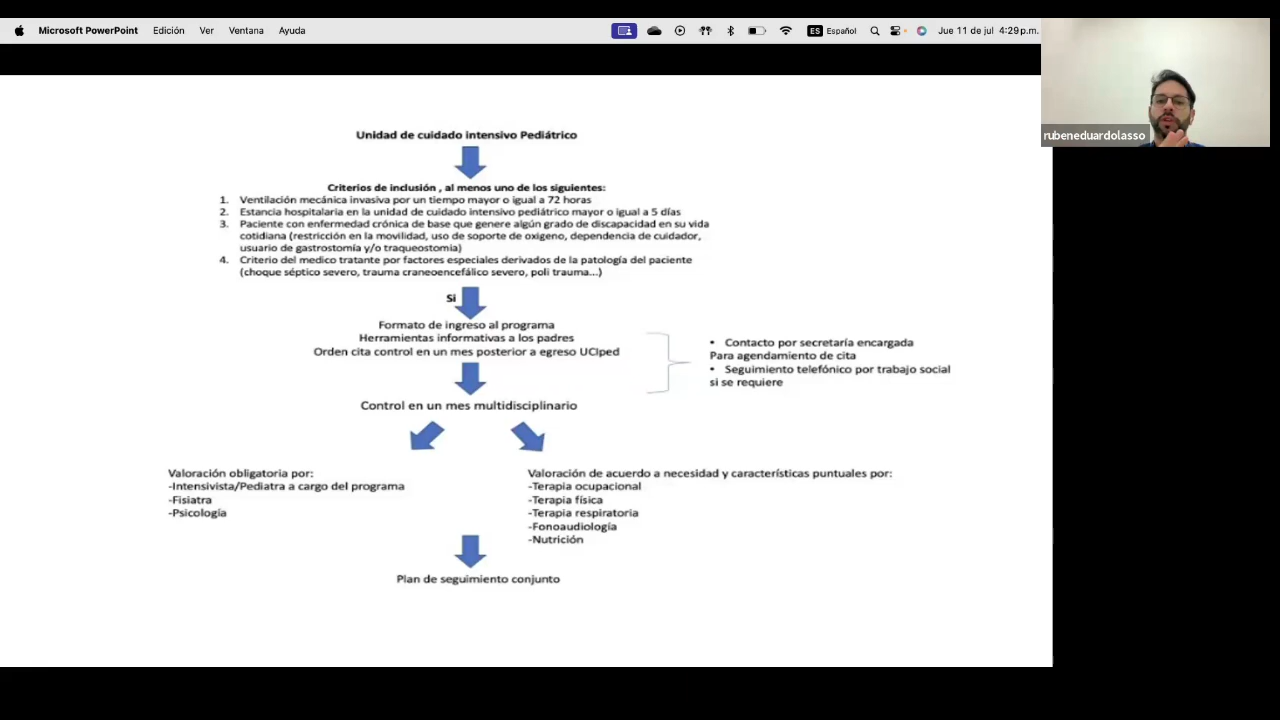 Microsoft PowerPoint Edición Ver Ventana Ayuda ES Español Jue 11 de jul 4:29 p.m.
rubeneduardolasso
Unidad de cuidado intensivo Pediátrico
Criterios de inclusión , al menos uno de los siguientes:
1. Ventilación mecánica invasiva por un tiempo mayor o igual a 72 horas
2. Estancia hospitalaria en la unidad de cuidado intensivo pediátrico mayor o igual a 5 días
3. Paciente con enfermedad crónica de base que genere algún grado de discapacidad en su vida
cotidiana (restricción en la movilidad, uso de soporte de oxigeno, dependencia de cuidador,
usuario de gastrostomía y/o traqueostomia)
4. Criterio del medico tratante por factores especiales derivados de la patología del paciente
(choque séptico severo, trauma craneoencefálico severo, poli trauma...)
Si
Formato de ingreso al programa
Herramientas informativas a los padres
Orden cita control en un mes posterior a egreso UCIped
• Contacto por secretaría encargada
Para agendamiento de cita
• Seguimiento telefónico por trabajo social
si se requiere
Control en un mes multidisciplinario
Valoración obligatoria por:
-Intensivista/Pediatra a cargo del programa
-Fisiatra
-Psicología
Valoración de acuerdo a necesidad y características puntuales por:
-Terapia ocupacional
-Terapia física
-Terapia respiratoria
-Fonoaudiología
-Nutrición
Plan de seguimiento conjunto